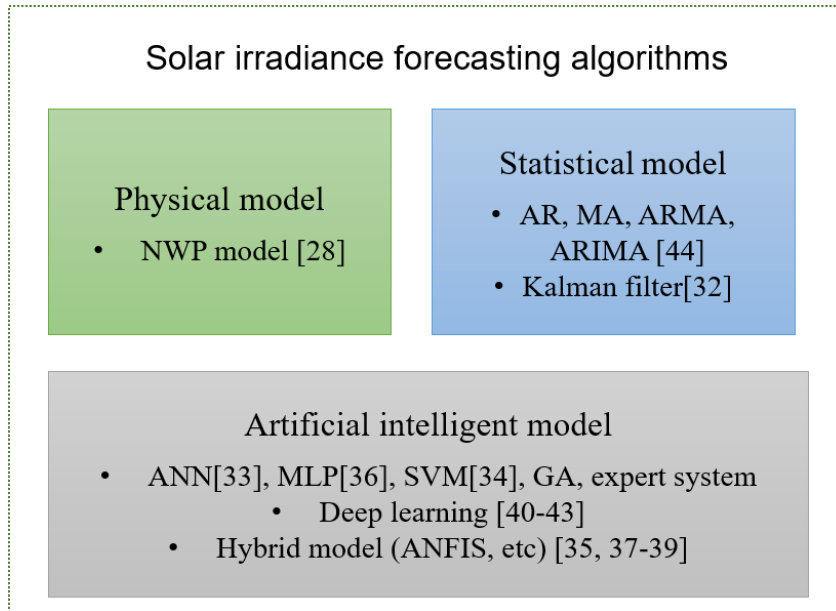 Solar irradiance forecasting algorithms
Physical model
• NWP model [28]
Statistical model
• AR, MA, ARMA,
ARIMA [44]
• Kalman filter[32]
Artificial intelligent model
• ANN[33], MLP[36], SVM[34], GA, expert system
• Deep learning [40-43]
• Hybrid model (ANFIS, etc) [35, 37-39]